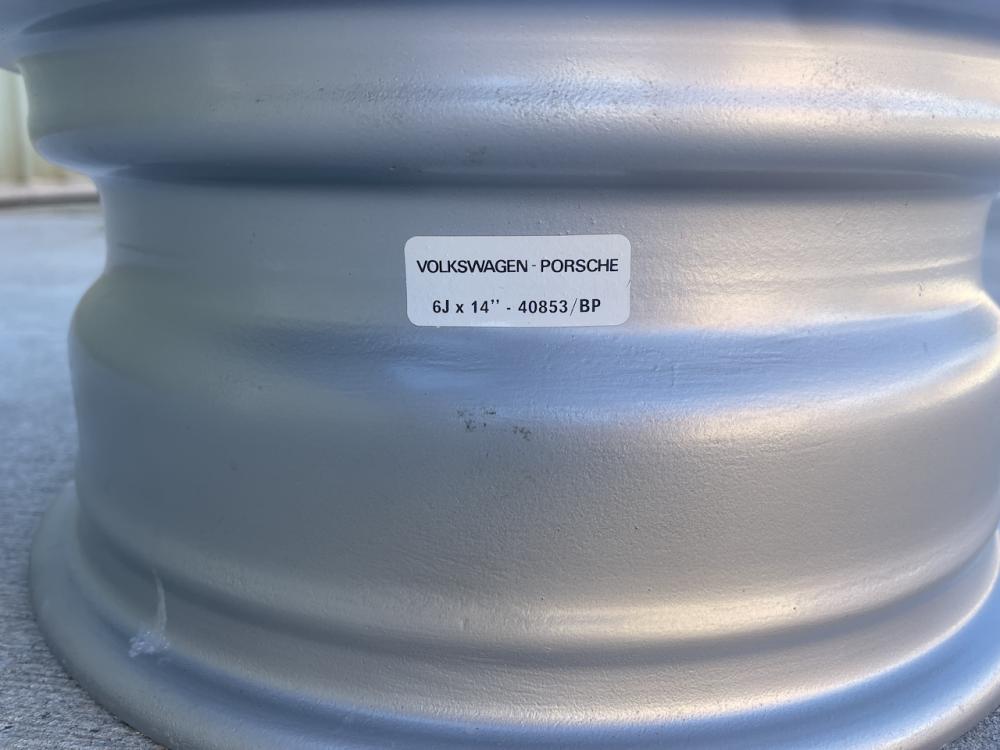 VOLKSWAGEN - PORSCHE
6J x 14’’ - 40853/BP